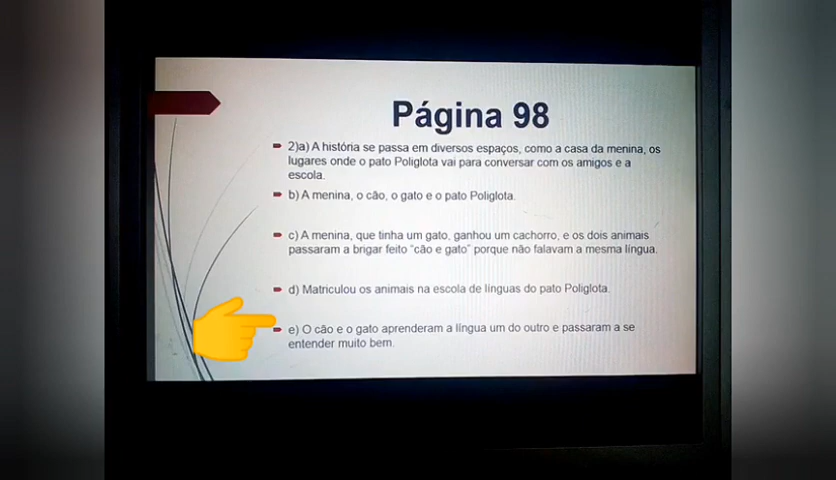 Página 98
2)a) A história se passa em diversos espaços, como a casa da menina, os
lugares onde o pato Poliglota vai para conversar com os amigos e a
escola.
b) A menina, o cão, o gato e o pato Poliglota.
c) A menina, que tinha um gato, ganhou um cachorro, e os dois animais
passaram a brigar feito “cão e gato” porque não falavam a mesma língua.
d) Matriculou os animais na escola de línguas do pato Poliglota.
e) O cão e o gato aprenderam a língua um do outro e passaram a se
entender muito bem.